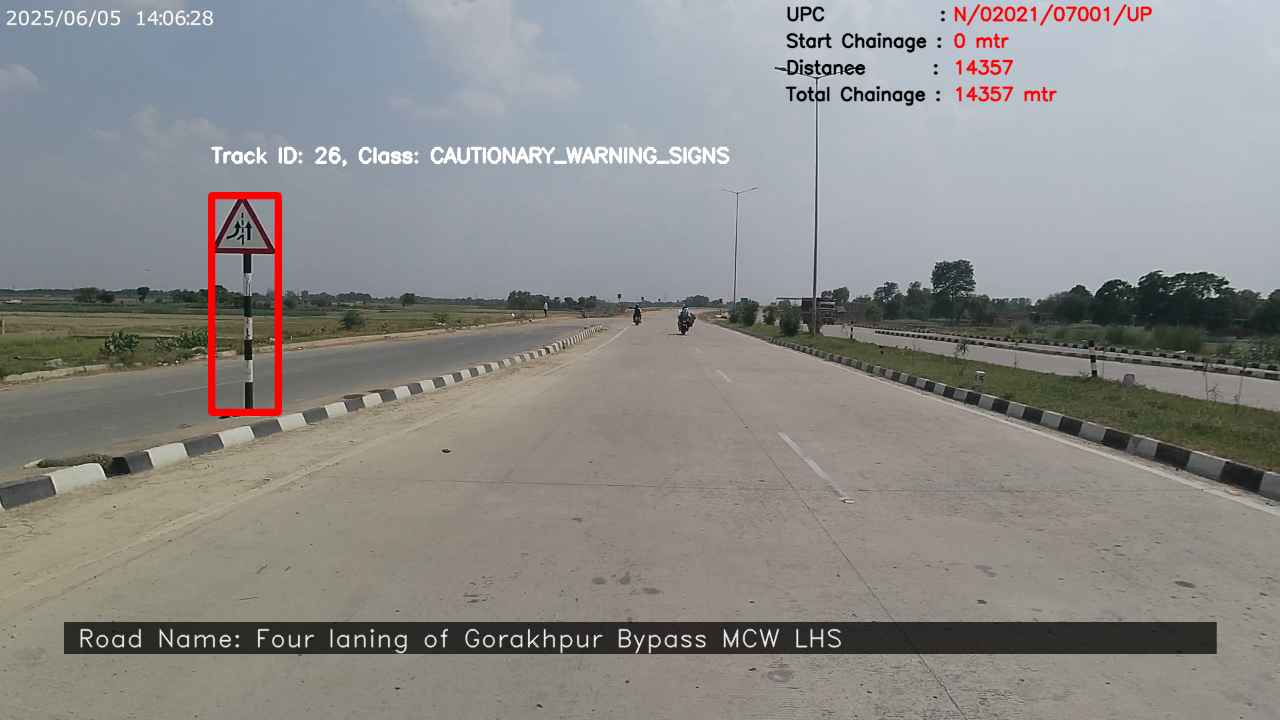 2025/06/05 14:06:28
UPC : N/02021/07001/UP
Start Chainage : 0 mtr
Distanee : 14357
Total Chainage : 14357 mtr
Track ID: 26, Class: CAUTIONARY_WARNING_SIGNS
Road Name: Four laning of Gorakhpur Bypass MCW LHS